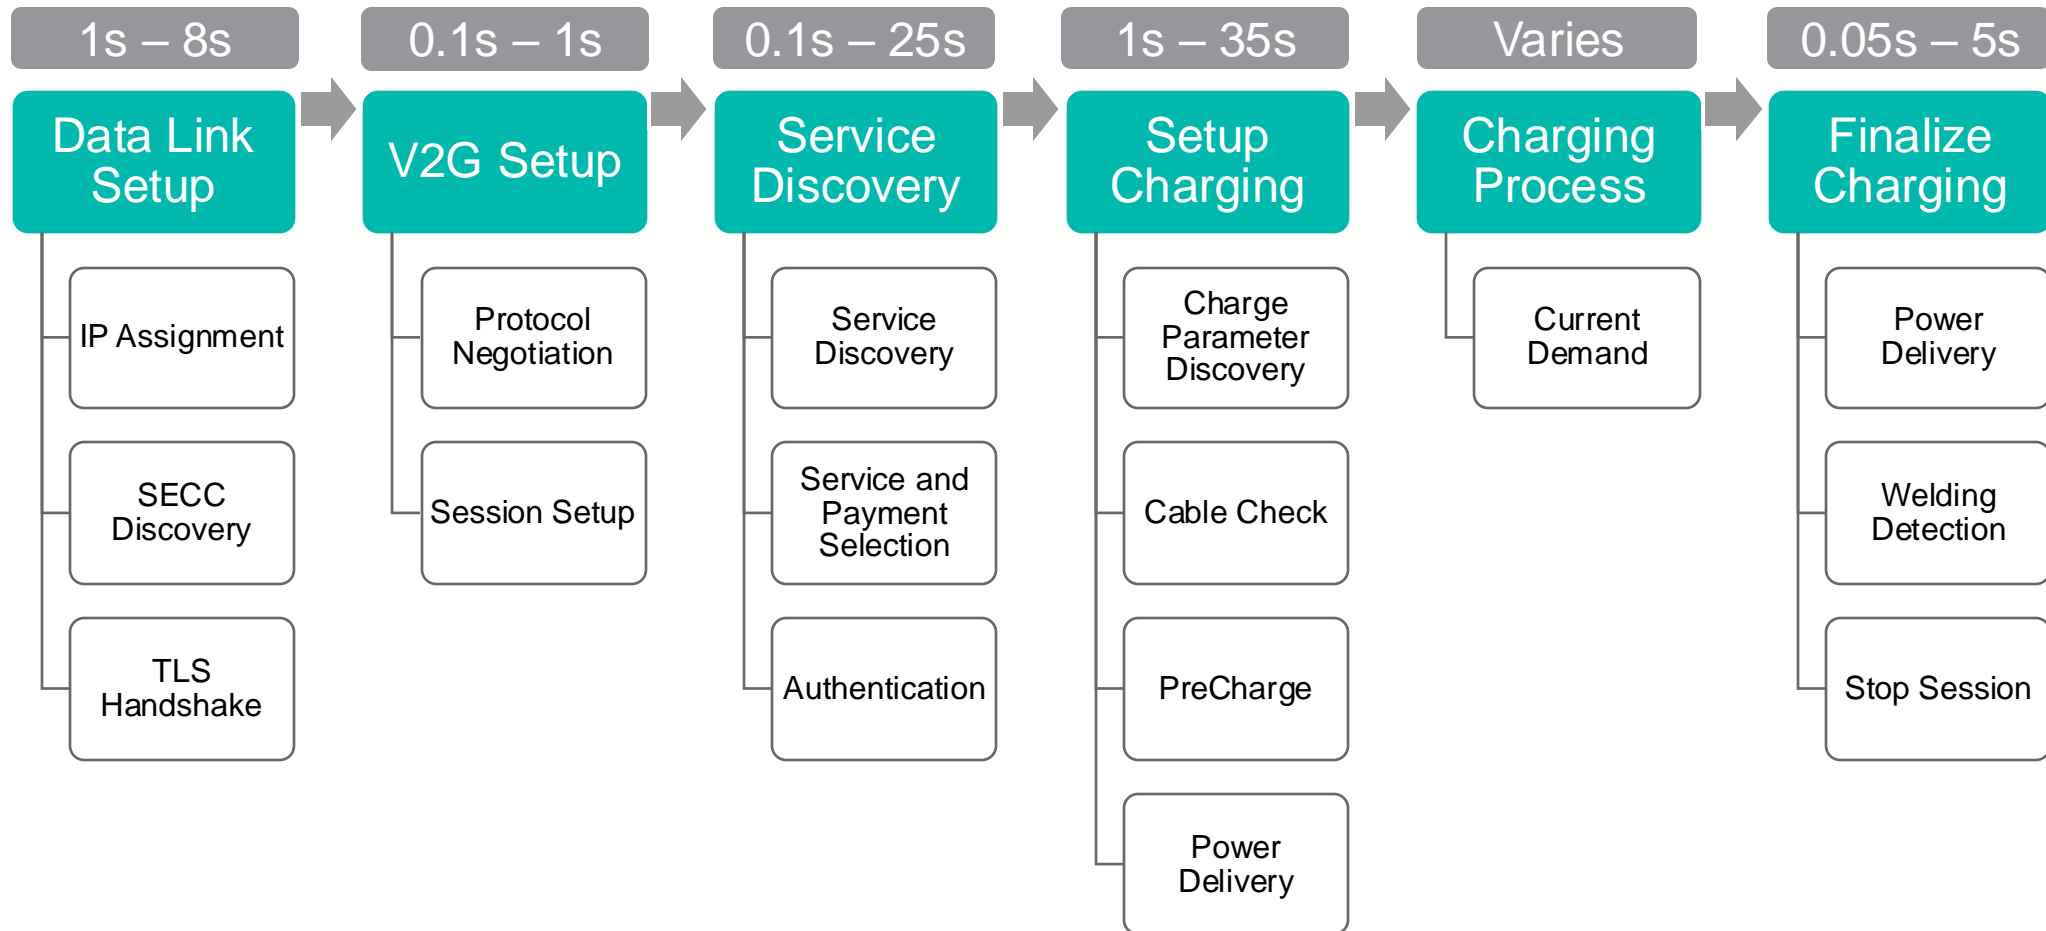 1s – 8s
0.1s – 1s
0.1s – 25s
1s – 35s
Varies
0.05s – 5s
Data Link
Setup
V2G Setup
Service
Discovery
Setup
Charging
Charging
Process
Finalize
Charging
IP Assignment
SECC
Discovery
TLS
Handshake
Protocol
Negotiation
Session Setup
Service
Discovery
Service and
Payment
Selection
Authentication
Charge
Parameter
Discovery
Cable Check
PreCharge
Power
Delivery
Current
Demand
Power
Delivery
Welding
Detection
Stop Session